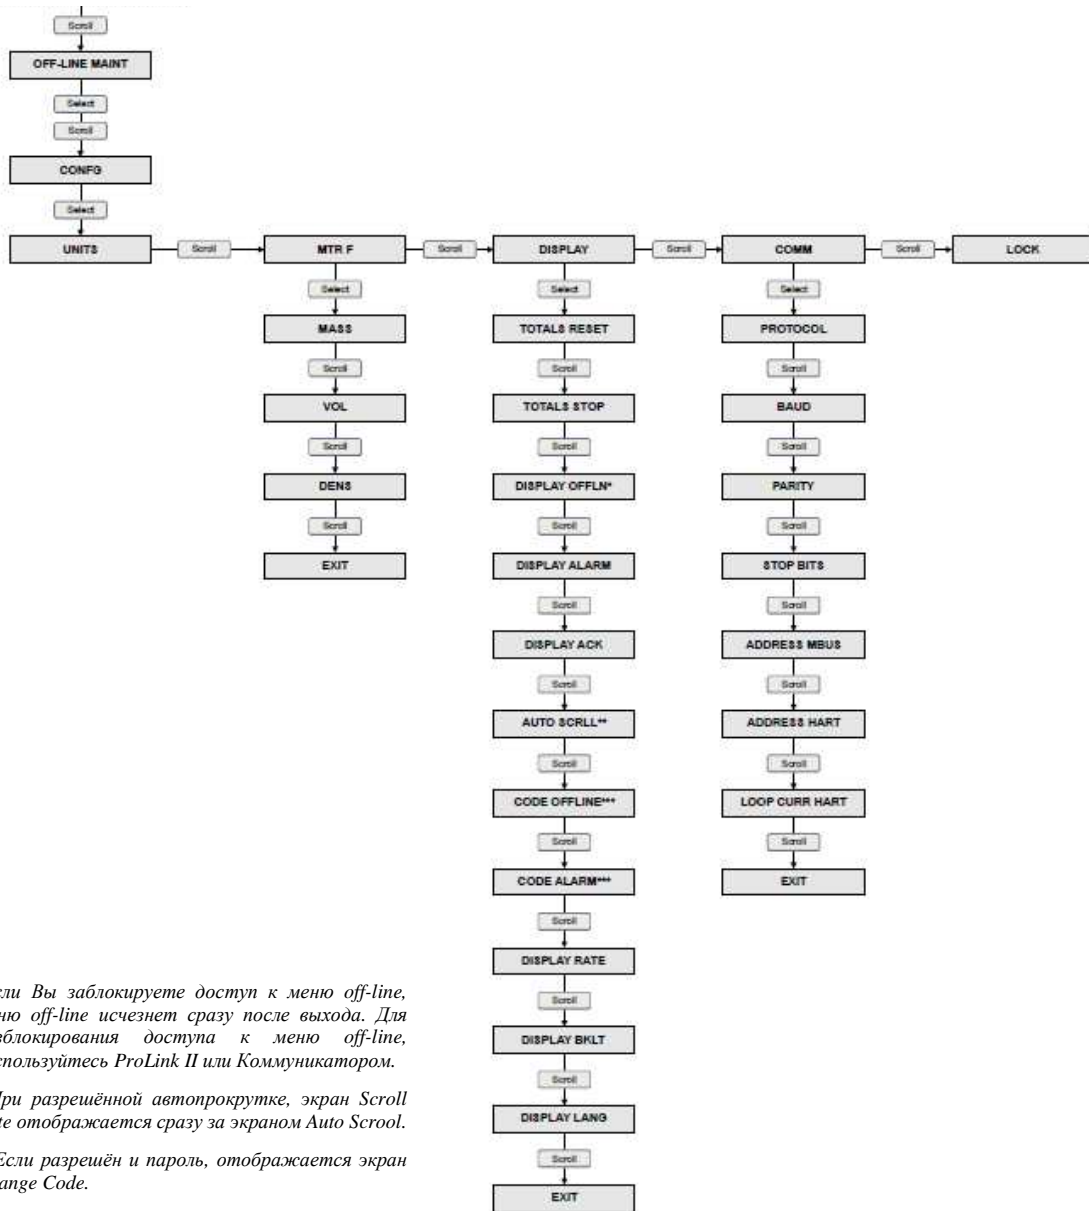 Scroll
OFF-LINE MAINT
Select
Scroll
CONFG
Select
UNITS
Scroll
MTR F
Scroll
DISPLAY
Scroll
COMM
Scroll
LOCK
Select
MASS
Scroll
VOL
Scroll
DENS
Scroll
EXIT
Select
TOTALS RESET
Scroll
TOTALS STOP
Scroll
DISPLAY OFFLN*
Scroll
DISPLAY ALARM
Scroll
DISPLAY ACK
Scroll
AUTO SCRLL**
Scroll
CODE OFFLINE***
Scroll
CODE ALARM***
Scroll
DISPLAY RATE
Scroll
DISPLAY BKLT
Scroll
DISPLAY LANG
Scroll
EXIT
Select
PROTOCOL
Scroll
BAUD
Scroll
PARITY
Scroll
STOP BITS
Scroll
ADDRESS MBUS
Scroll
ADDRESS HART
Scroll
LOOP CURR HART
Scroll
EXIT
сли Вы заблокируете доступ к меню off-line,
ню off-line исчезнет сразу после выхода. Для
зблокирования доступа к меню off-line,
спользуйтесь ProLink II или Коммуникатором.
При разрешённой автопрокрутке, экран Scroll
te отображается сразу за экраном Auto Scrool.
Если разрешён и пароль, отображается экран
ange Code.